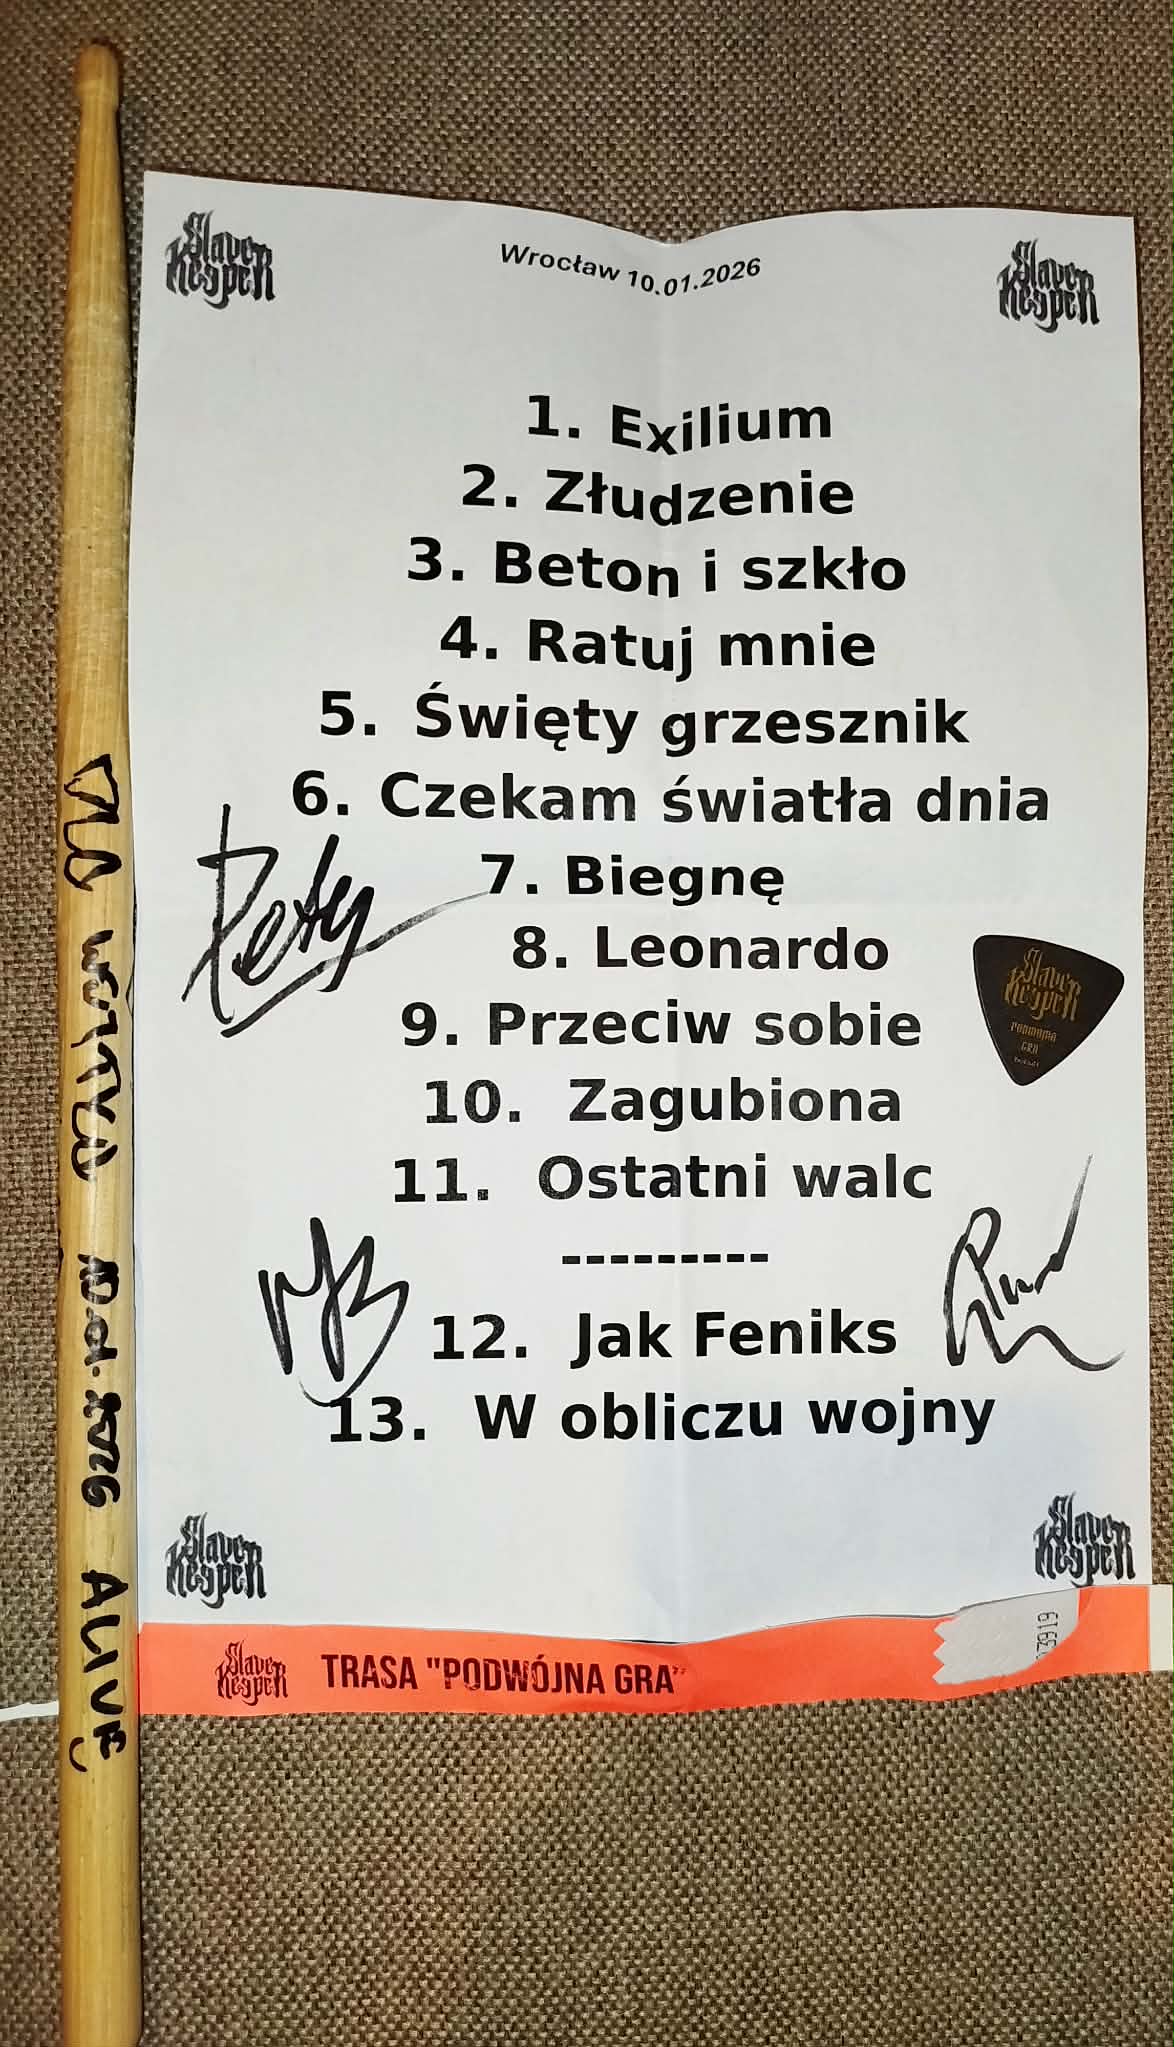 Slaver Kesper
Slaver Kesper
Wrocław 10.01.2026
1. Exilium
2. Złudzenie
3. Beton i szkło
4. Ratuj mnie
5. Święty grzesznik
6. Czekam światła dnia
7. Biegnę
8. Leonardo
9. Przeciw sobie
10. Zagubiona
11. Ostatni walc
---------
12. Jak Feniks
13. W obliczu wojny
Slaver Kesper
PODWÓJNA
GRA
Slaver Kesper
Slaver Kesper
Slaver Kesper
TRASA "PODWÓJNA GRA"
10.01.2026 ALIVE